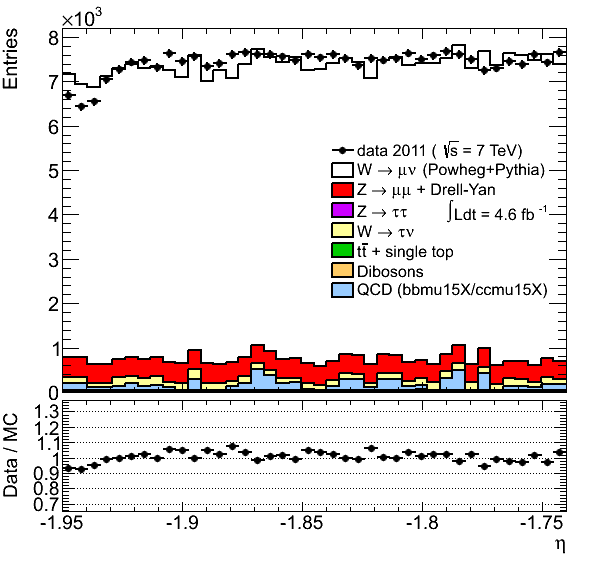 ×10³
Entries
8
7
6
5
4
3
2
1
0
data 2011 ( √s = 7 TeV)
W → μν (Powheg+Pythia)
Z → μμ + Drell-Yan
Z → ττ
∫Ldt = 4.6 fb⁻¹
W → τν
tt̄ + single top
Dibosons
QCD (bbmu15X/ccmu15X)
Data / MC
1.3
1.2
1.1
1
0.9
0.8
0.7
-1.95 -1.9 -1.85 -1.8 -1.75
η